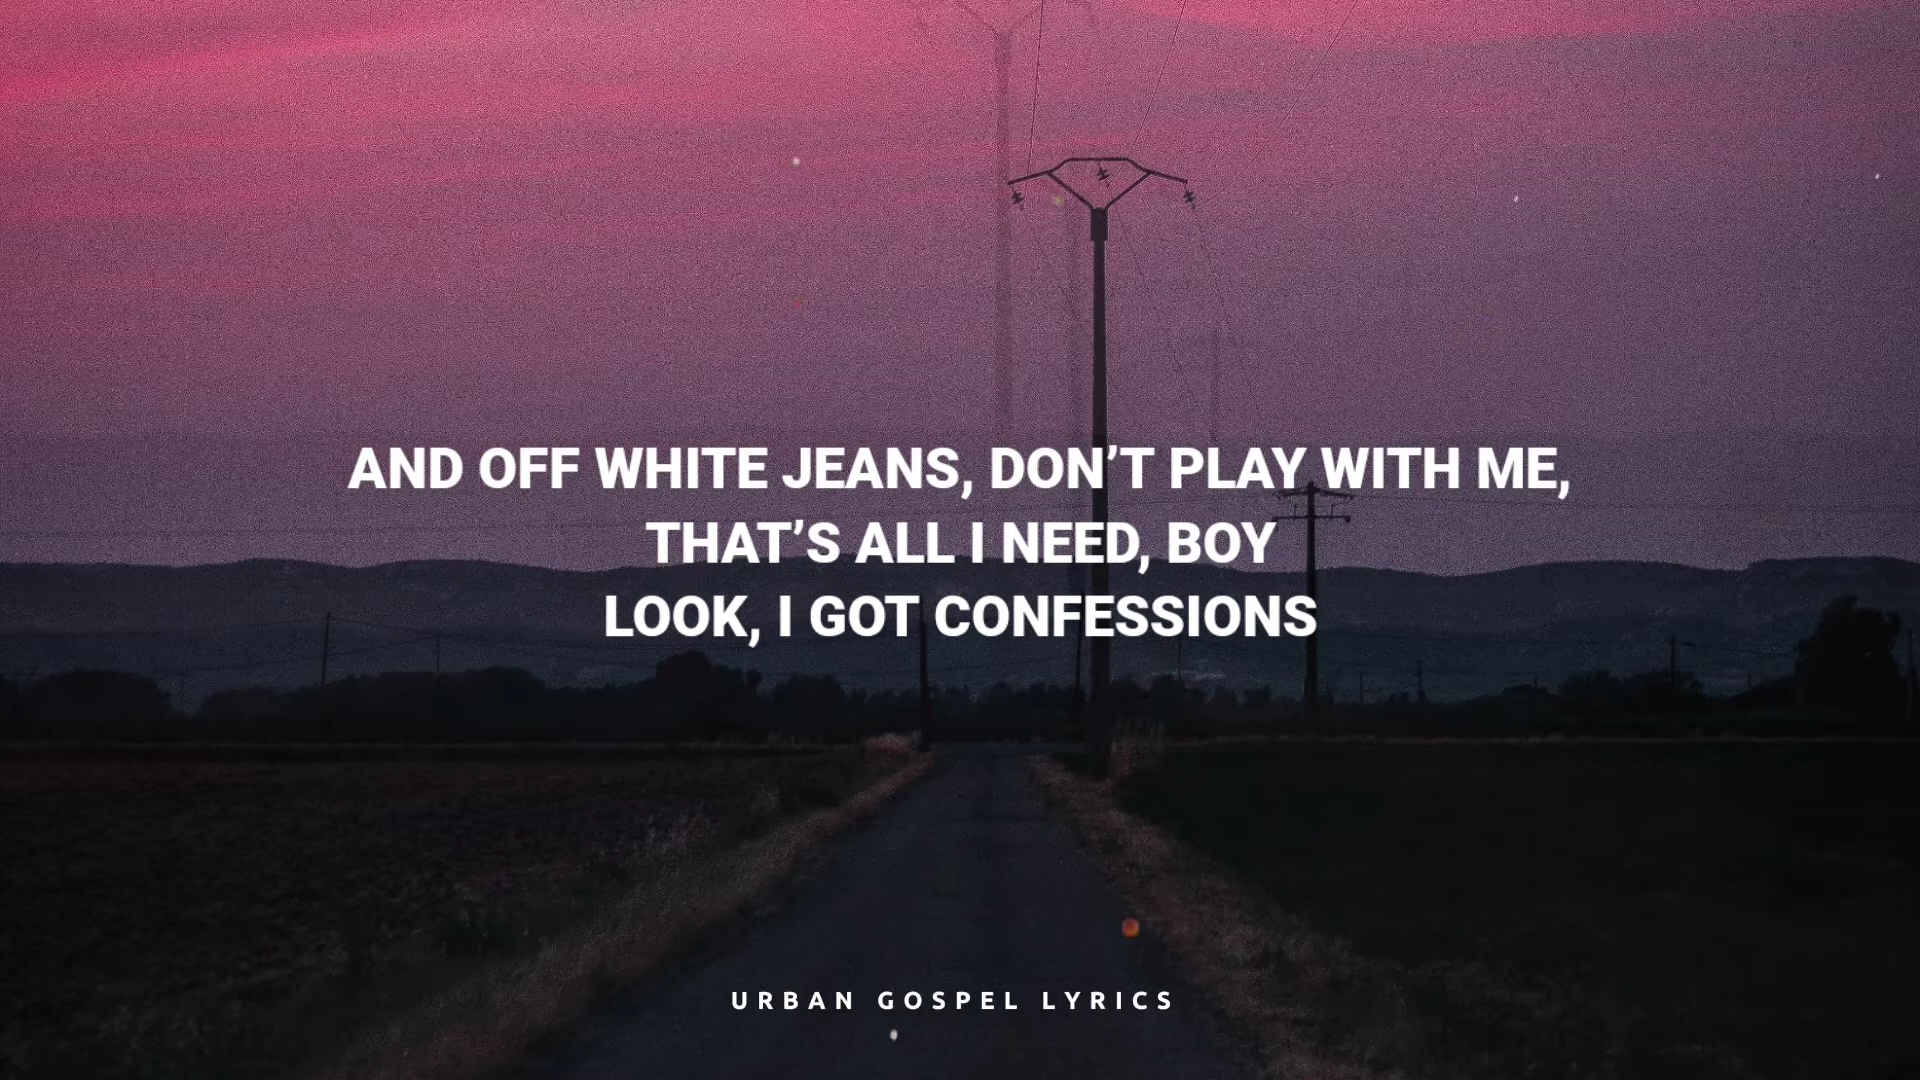 AND OFF WHITE JEANS, DON’T PLAY WITH ME,
THAT’S ALL I NEED, BOY
LOOK, I GOT CONFESSIONS
URBAN GOSPEL LYRICS